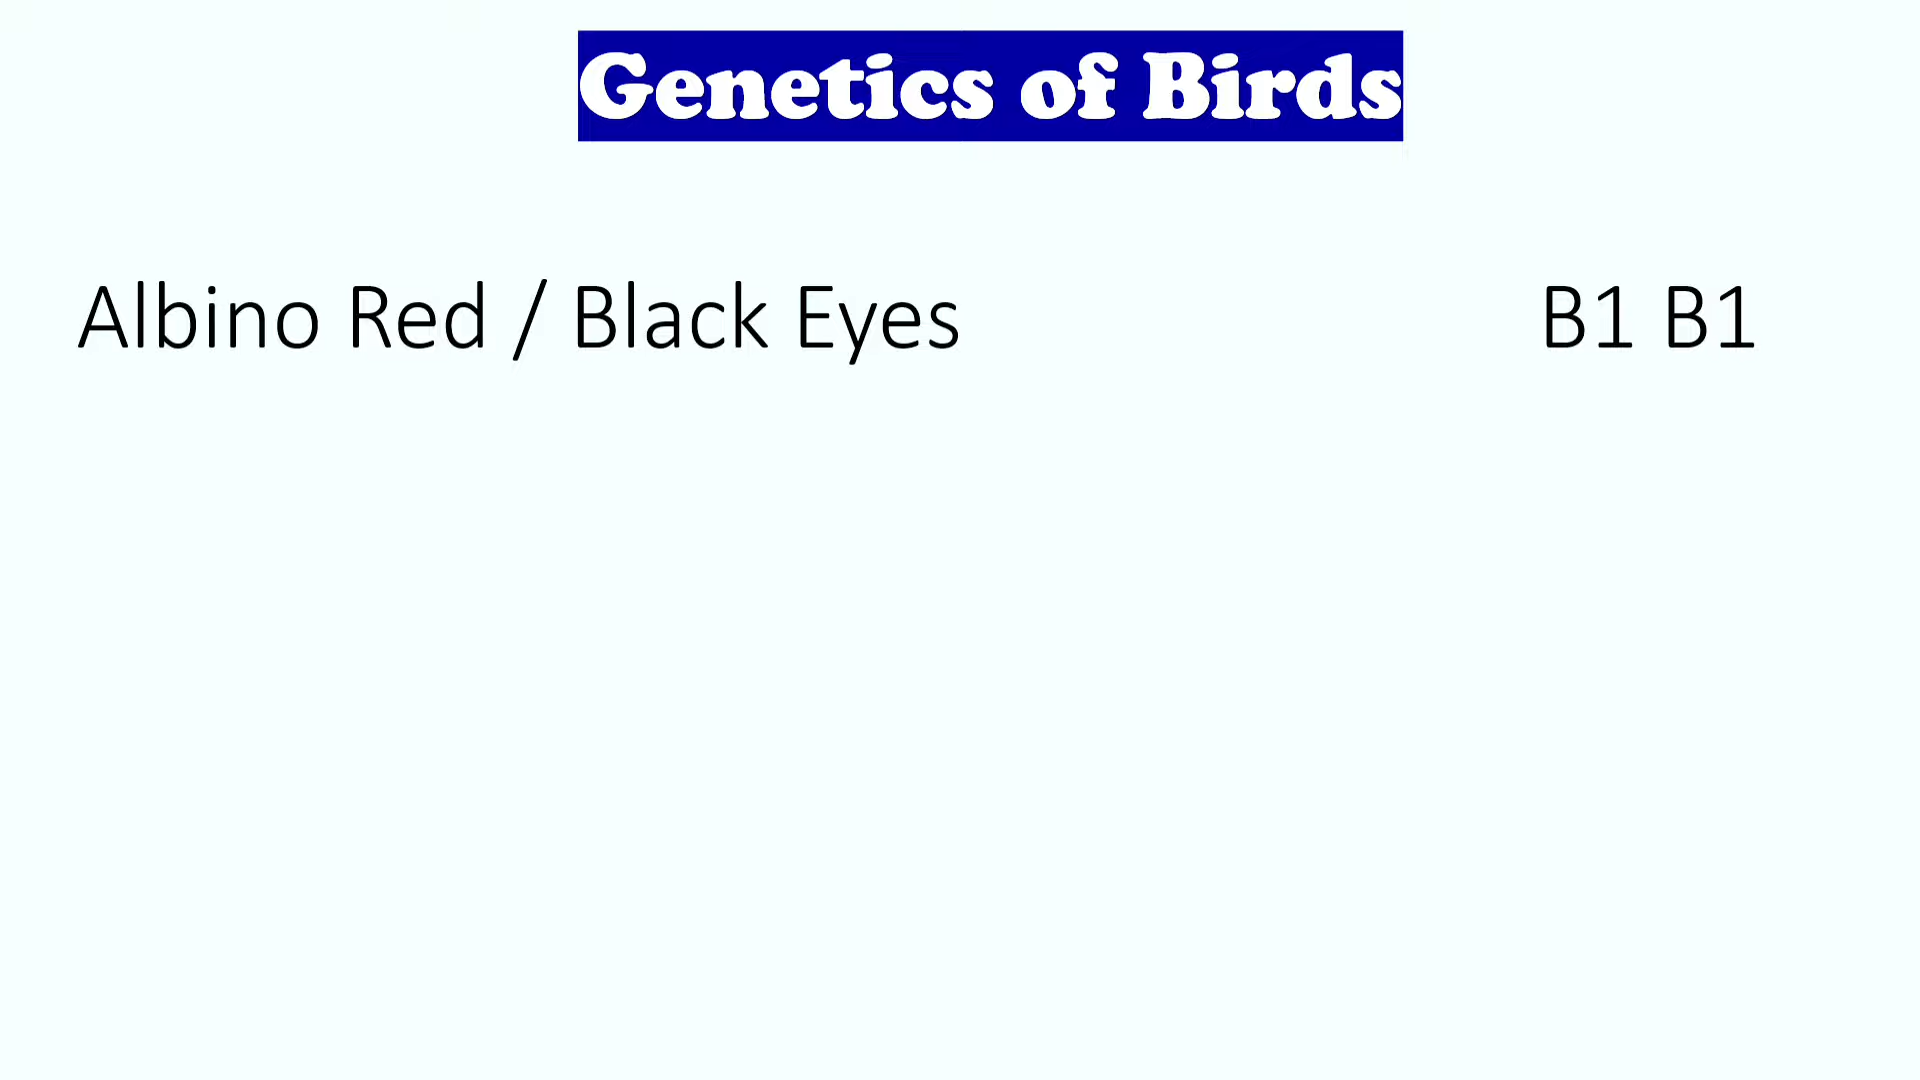 Genetics of Birds
Albino Red / Black Eyes B1 B1